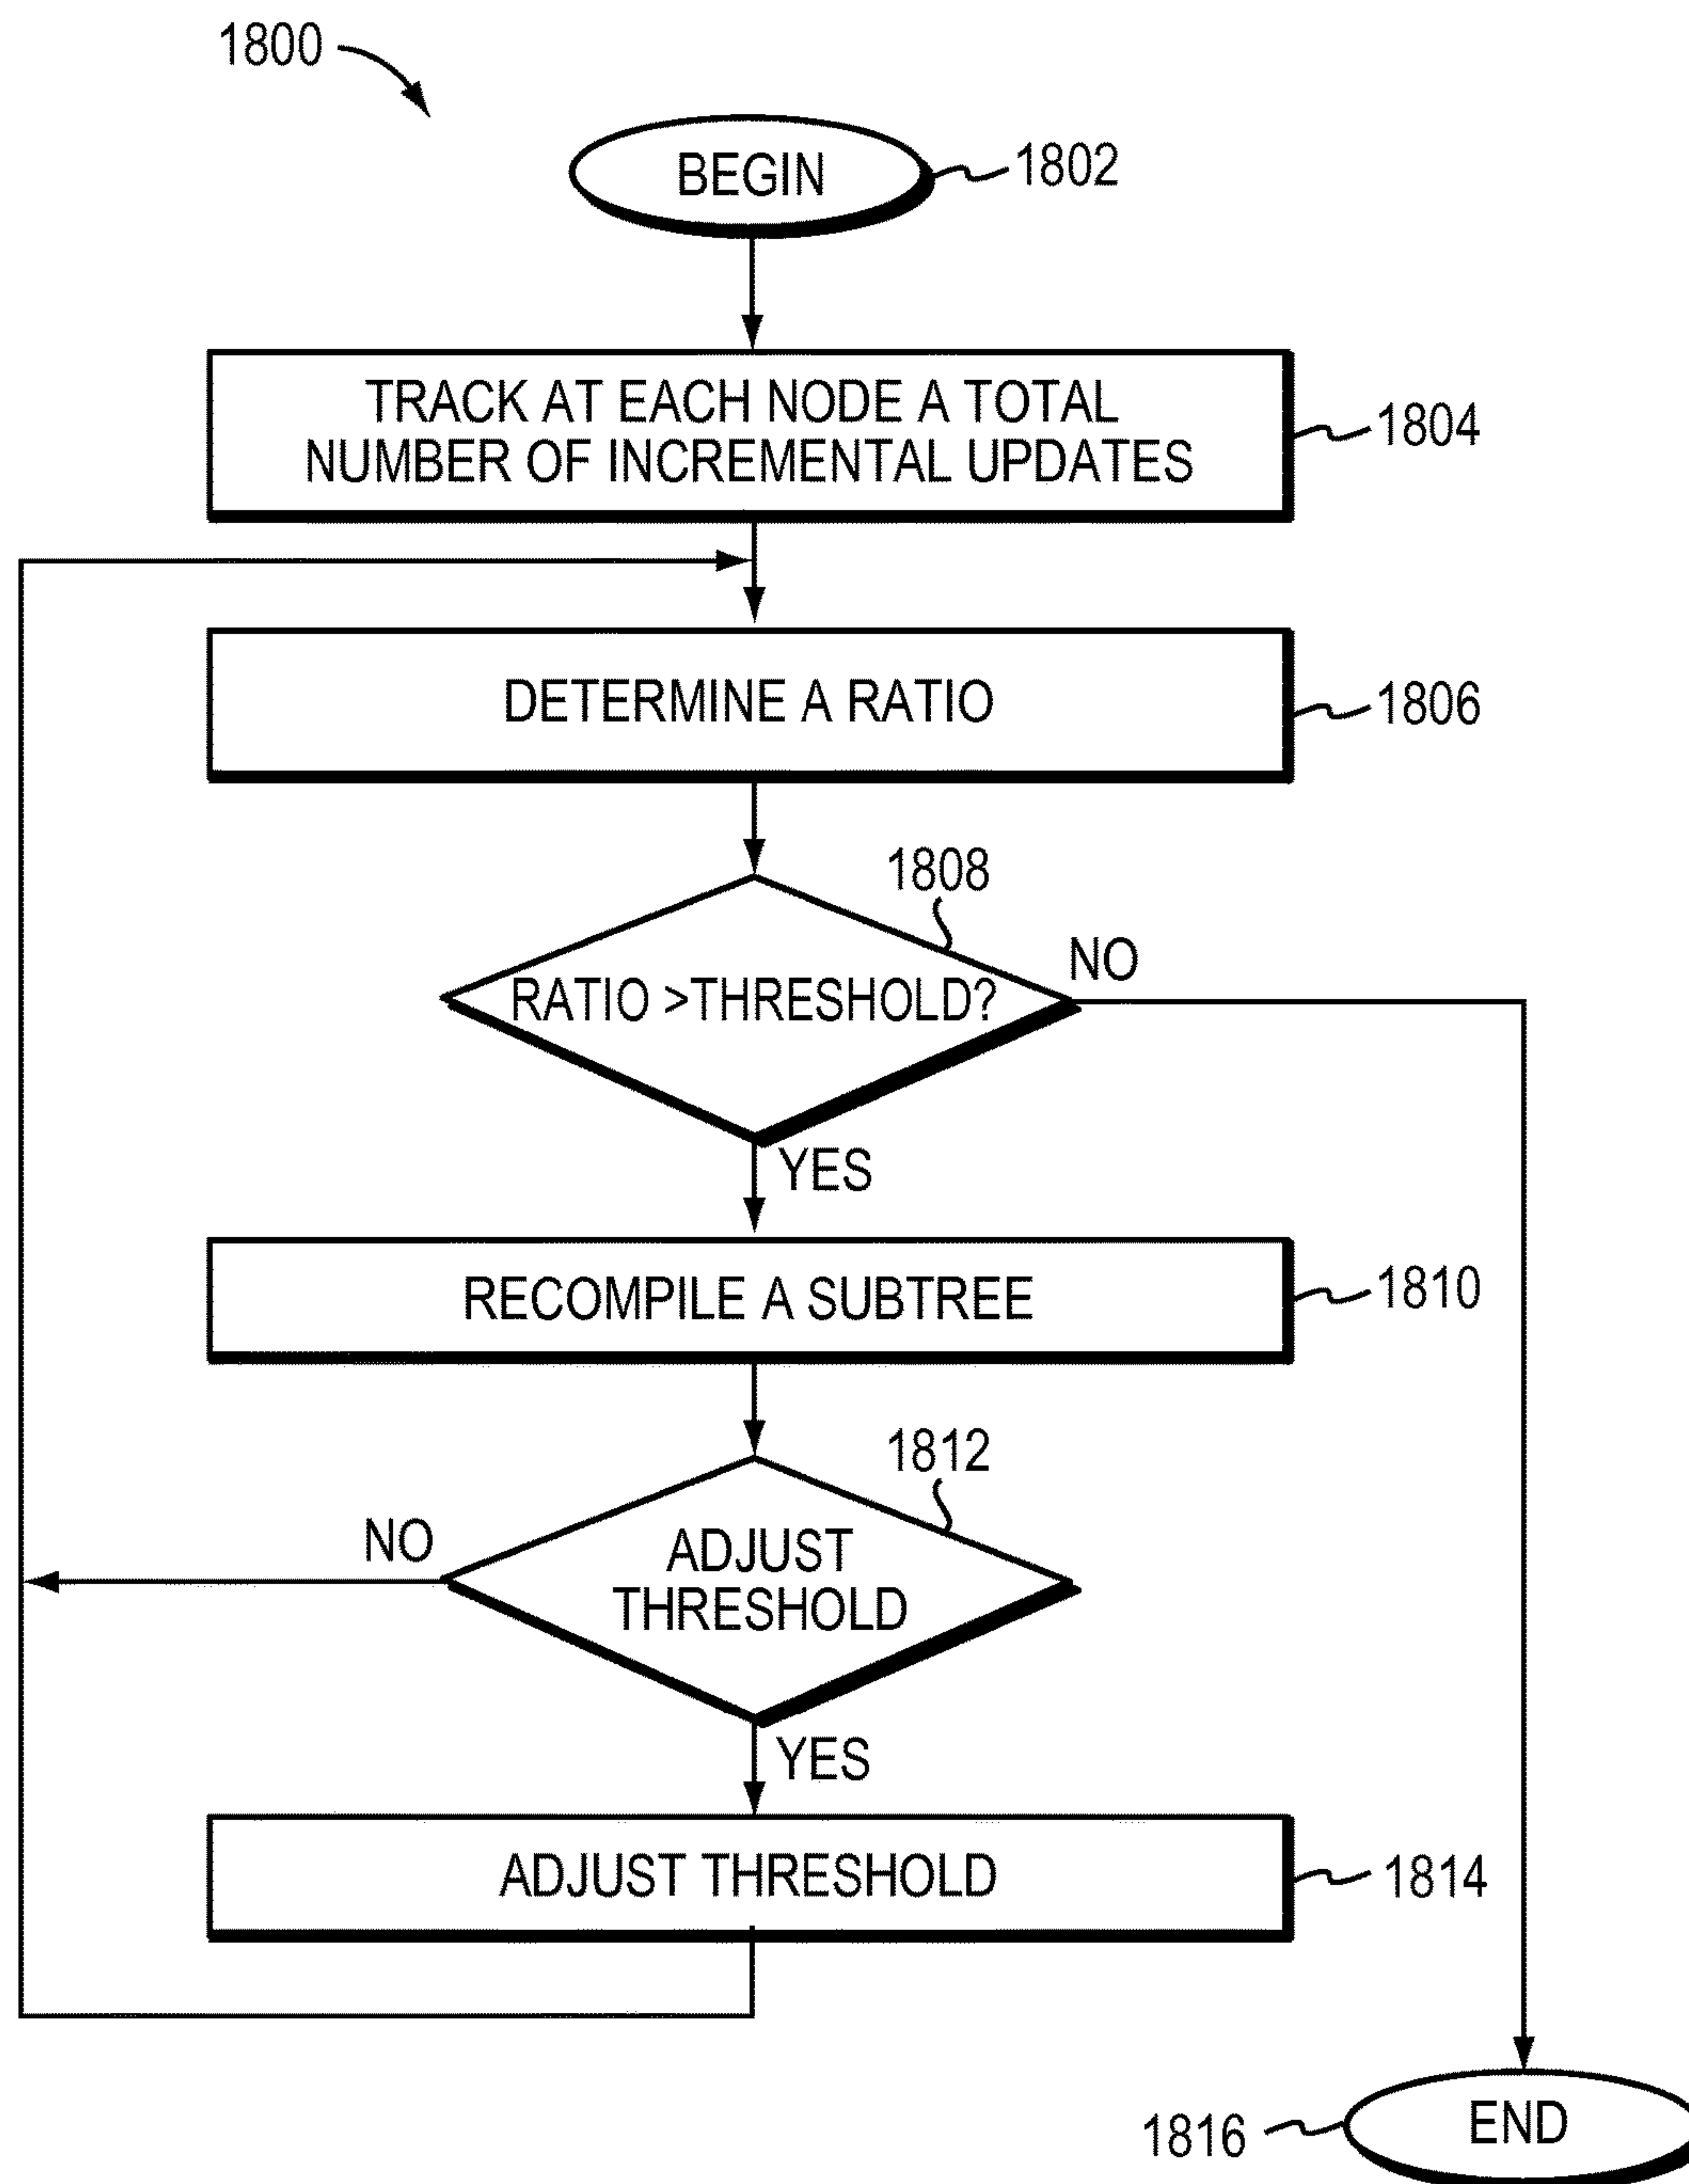 1800
BEGIN
1802
TRACK AT EACH NODE A TOTAL
NUMBER OF INCREMENTAL UPDATES
1804
DETERMINE A RATIO
1806
1808
RATIO >THRESHOLD?
NO
YES
RECOMPILE A SUBTREE
1810
1812
NO
ADJUST
THRESHOLD
YES
ADJUST THRESHOLD
1814
1816
END